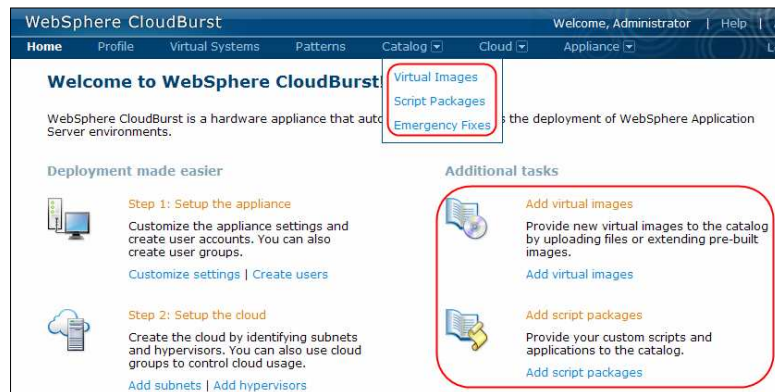 WebSphere CloudBurst
Welcome, Administrator | Help |
Home Profile Virtual Systems Patterns Catalog Cloud Appliance
Virtual Images
Script Packages
Emergency Fixes
Welcome to WebSphere CloudBurst!
WebSphere CloudBurst is a hardware appliance that s the deployment of WebSphere Application
Server environments.
Deployment made easier
Step 1: Setup the appliance
Customize the appliance settings and
create user accounts. You can also
create user groups.
Customize settings | Create users
Step 2: Setup the cloud
Create the cloud by identifying subnets
and hypervisors. You can also use cloud
groups to control cloud usage.
Add subnets | Add hypervisors
Additional tasks
Add virtual images
Provide new virtual images to the catalog
by uploading files or extending pre-built
images.
Add virtual images
Add script packages
Provide your custom scripts and
applications to the catalog.
Add script packages